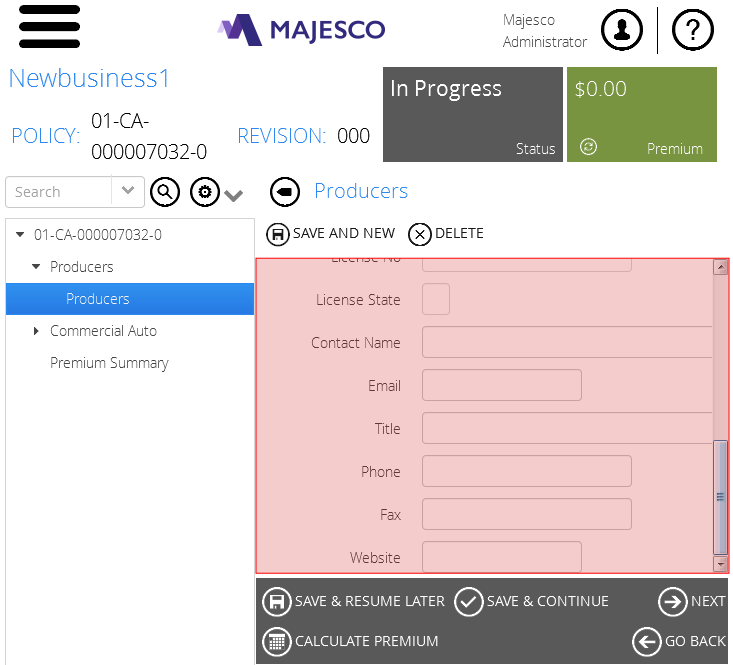 MAJESCO
Majesco
Administrator
?
Newbusiness1
POLICY: 01-CA-
000007032-0
REVISION: 000
In Progress
Status
$0.00
Premium
Search
Producers
01-CA-000007032-0
Producers
Producers
Commercial Auto
Premium Summary
SAVE AND NEW
DELETE
License No
License State
Contact Name
Email
Title
Phone
Fax
Website
SAVE & RESUME LATER
SAVE & CONTINUE
NEXT
CALCULATE PREMIUM
GO BACK